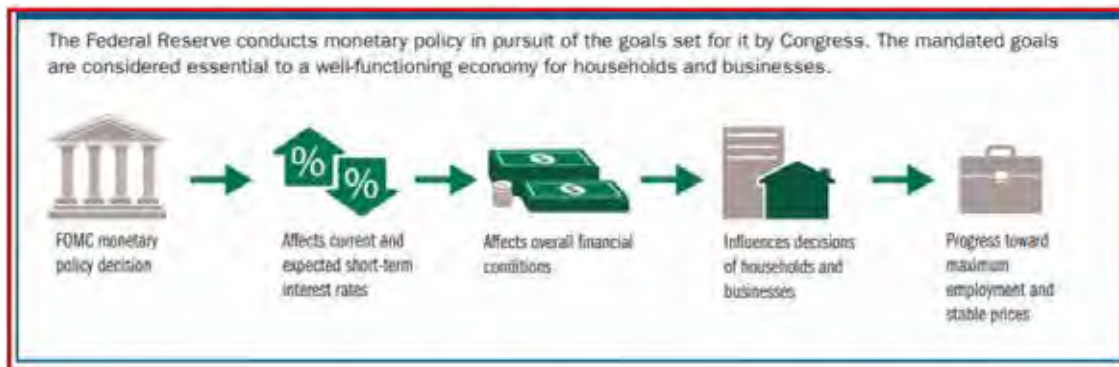 The Federal Reserve conducts monetary policy in pursuit of the goals set for it by Congress. The mandated goals
are considered essential to a well-functioning economy for households and businesses.
% %
FOMC monetary
policy decision
Affects current and
expected short-term
interest rates
Affects overall financial
conditions
Influences decisions
of households and
businesses
Progress toward
maximum
employment and
stable prices